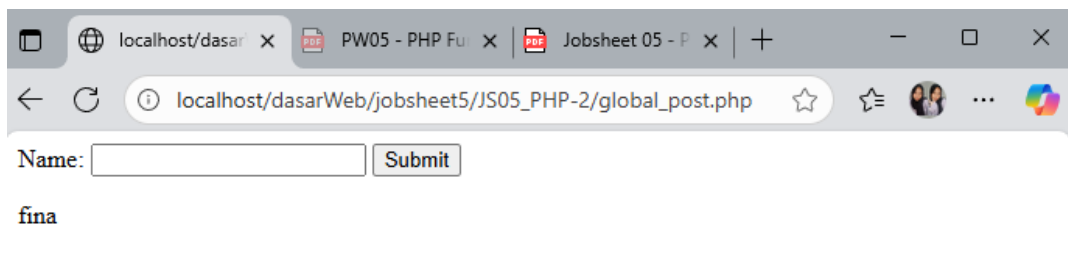 localhost/dasar
PW05 - PHP Fu
Jobsheet 05 - P
localhost/dasarWeb/jobsheet5/JS05_PHP-2/global_post.php
Name: Submit
fina